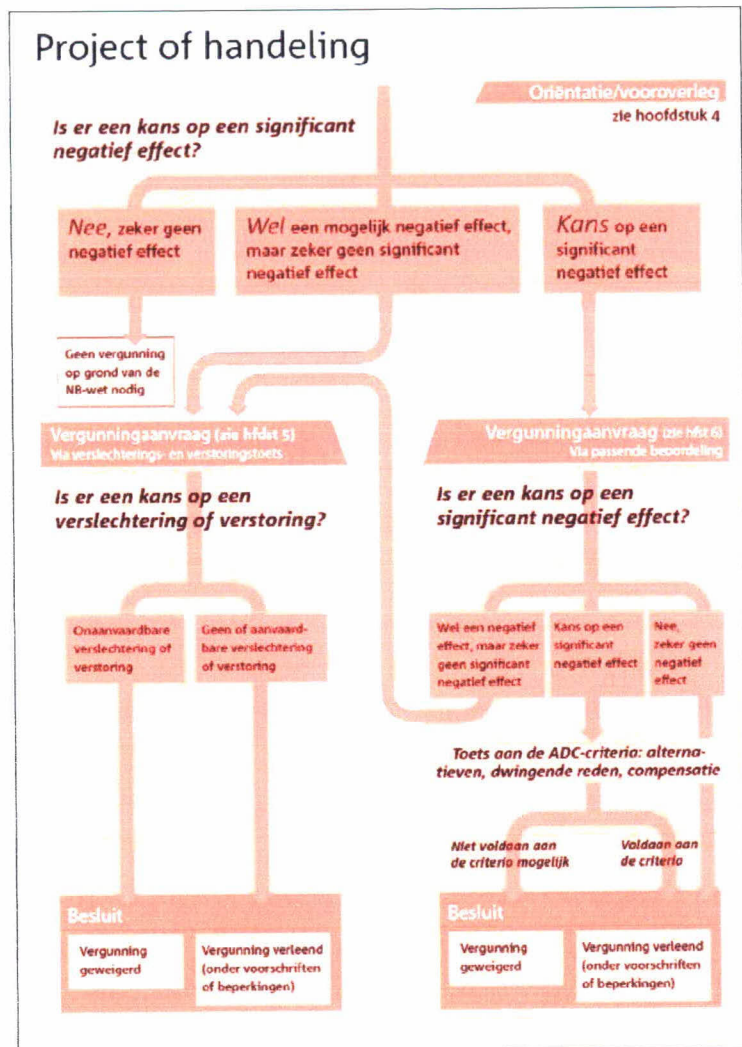 Project of handeling
Oriëntatie/vooroverleg
zie hoofdstuk 4
Is er een kans op een significant
negatief effect?
Nee, zeker geen
negatief effect
Wel een mogelijk negatief effect,
maar zeker geen significant
negatief effect
Kans op een
significant
negatief effect
Geen vergunning
op grond van de
NB-wet nodig
Vergunningaanvraag (zie hfdst 5)
Via verslechterings- en verstoringstoets
Vergunningaanvraag (zie hfst 6)
Via passende beoordeling
Is er een kans op een
verslechtering of verstoring?
Is er een kans op een
significant negatief effect?
Onaanvaardbare
verslechtering of
verstoring
Geen of aanvaard-
bare verslechtering
of verstoring
Wel een negatief
effect, maar zeker
geen significant
negatief effect
Kans op een
significant
negatief effect
Nee,
zeker geen
negatief
effect
Toets aan de ADC-criteria: alterna-
tieven, dwingende reden, compensatie
Niet voldaan aan
de criteria mogelijk
Voldaan aan
de criteria
Besluit
Vergunning
geweigerd
Vergunning verleend
(onder voorschriften
of beperkingen)
Besluit
Vergunning
geweigerd
Vergunning verleend
(onder voorschriften
of beperkingen)